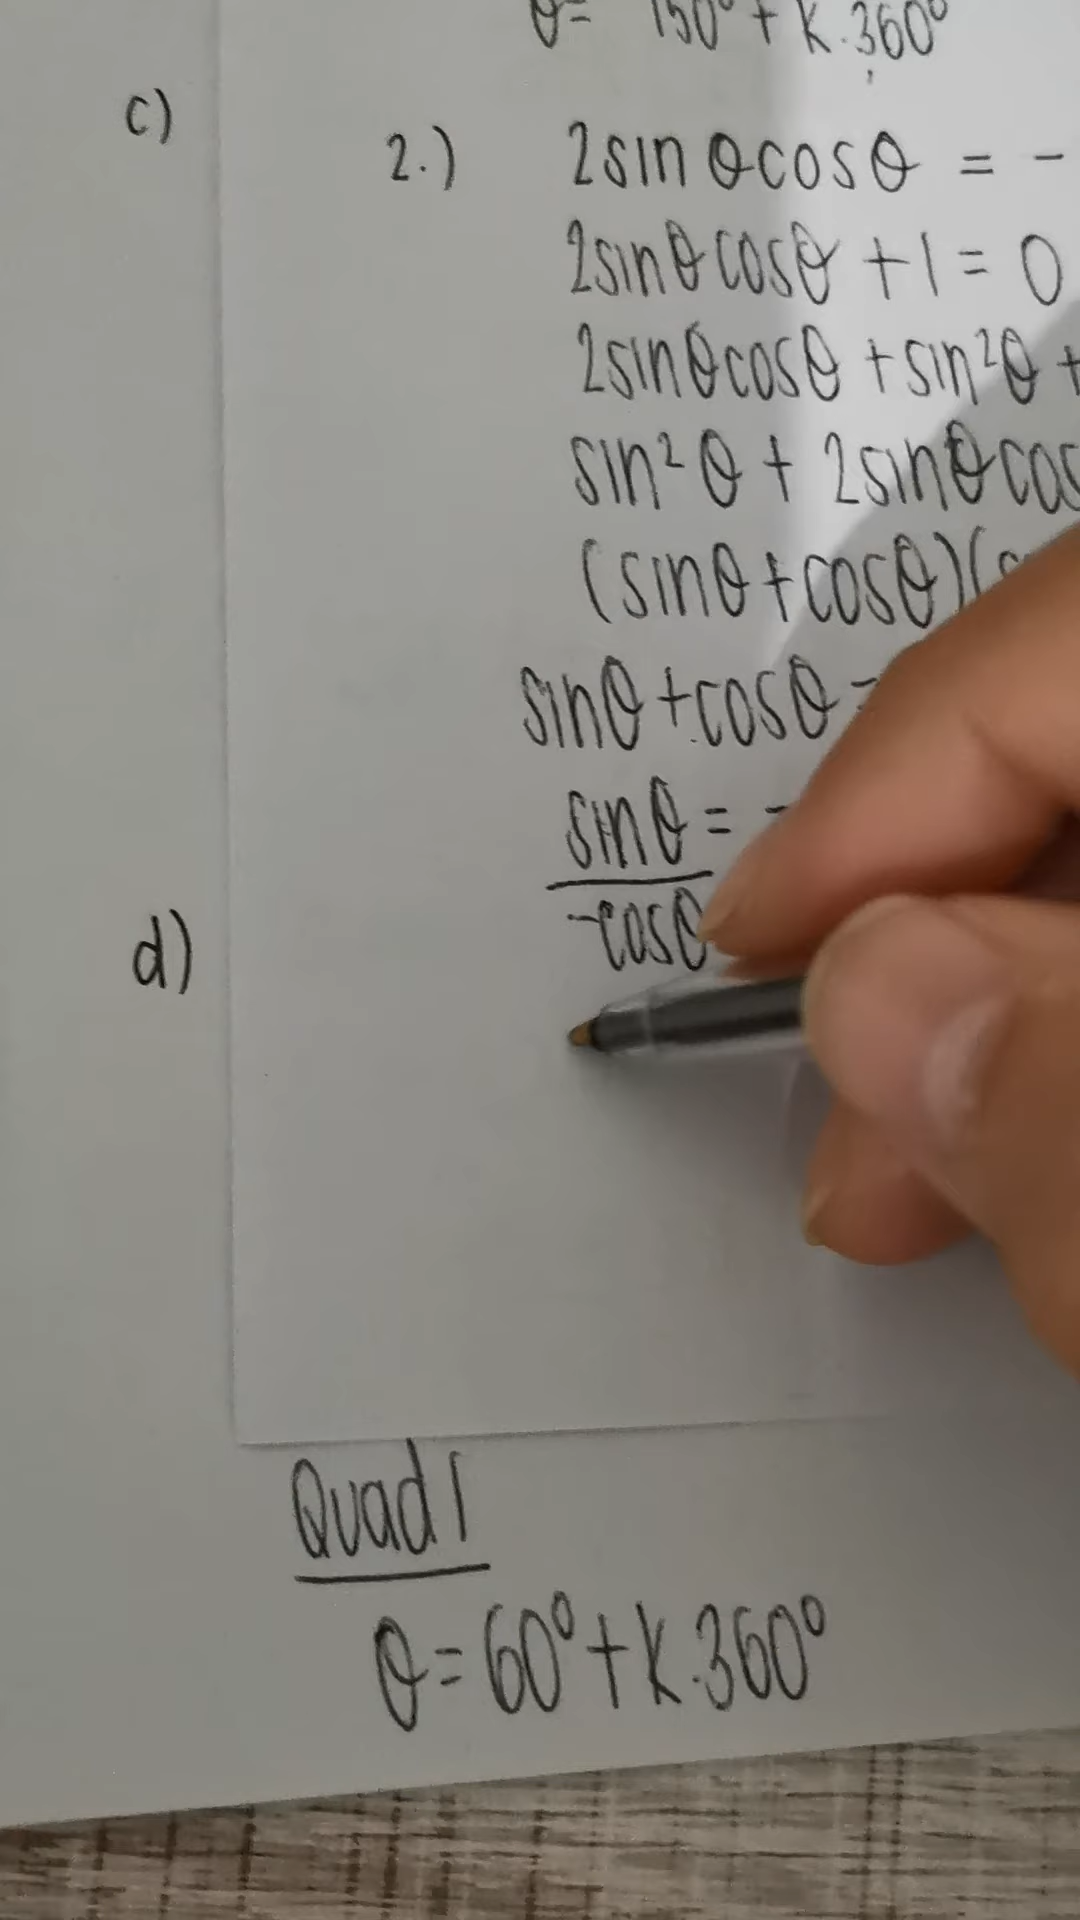 θ= 150° + k.360°
c)
2.) 2sinθcosθ = -
2sinθcosθ +1 = 0
2sinθcosθ + sin²θ +
sin²θ + 2sinθcos
(sinθ+cosθ)(
sinθ+cosθ =
sinθ = -
-cosθ
d)
Quad 1
θ=60°+k.360°